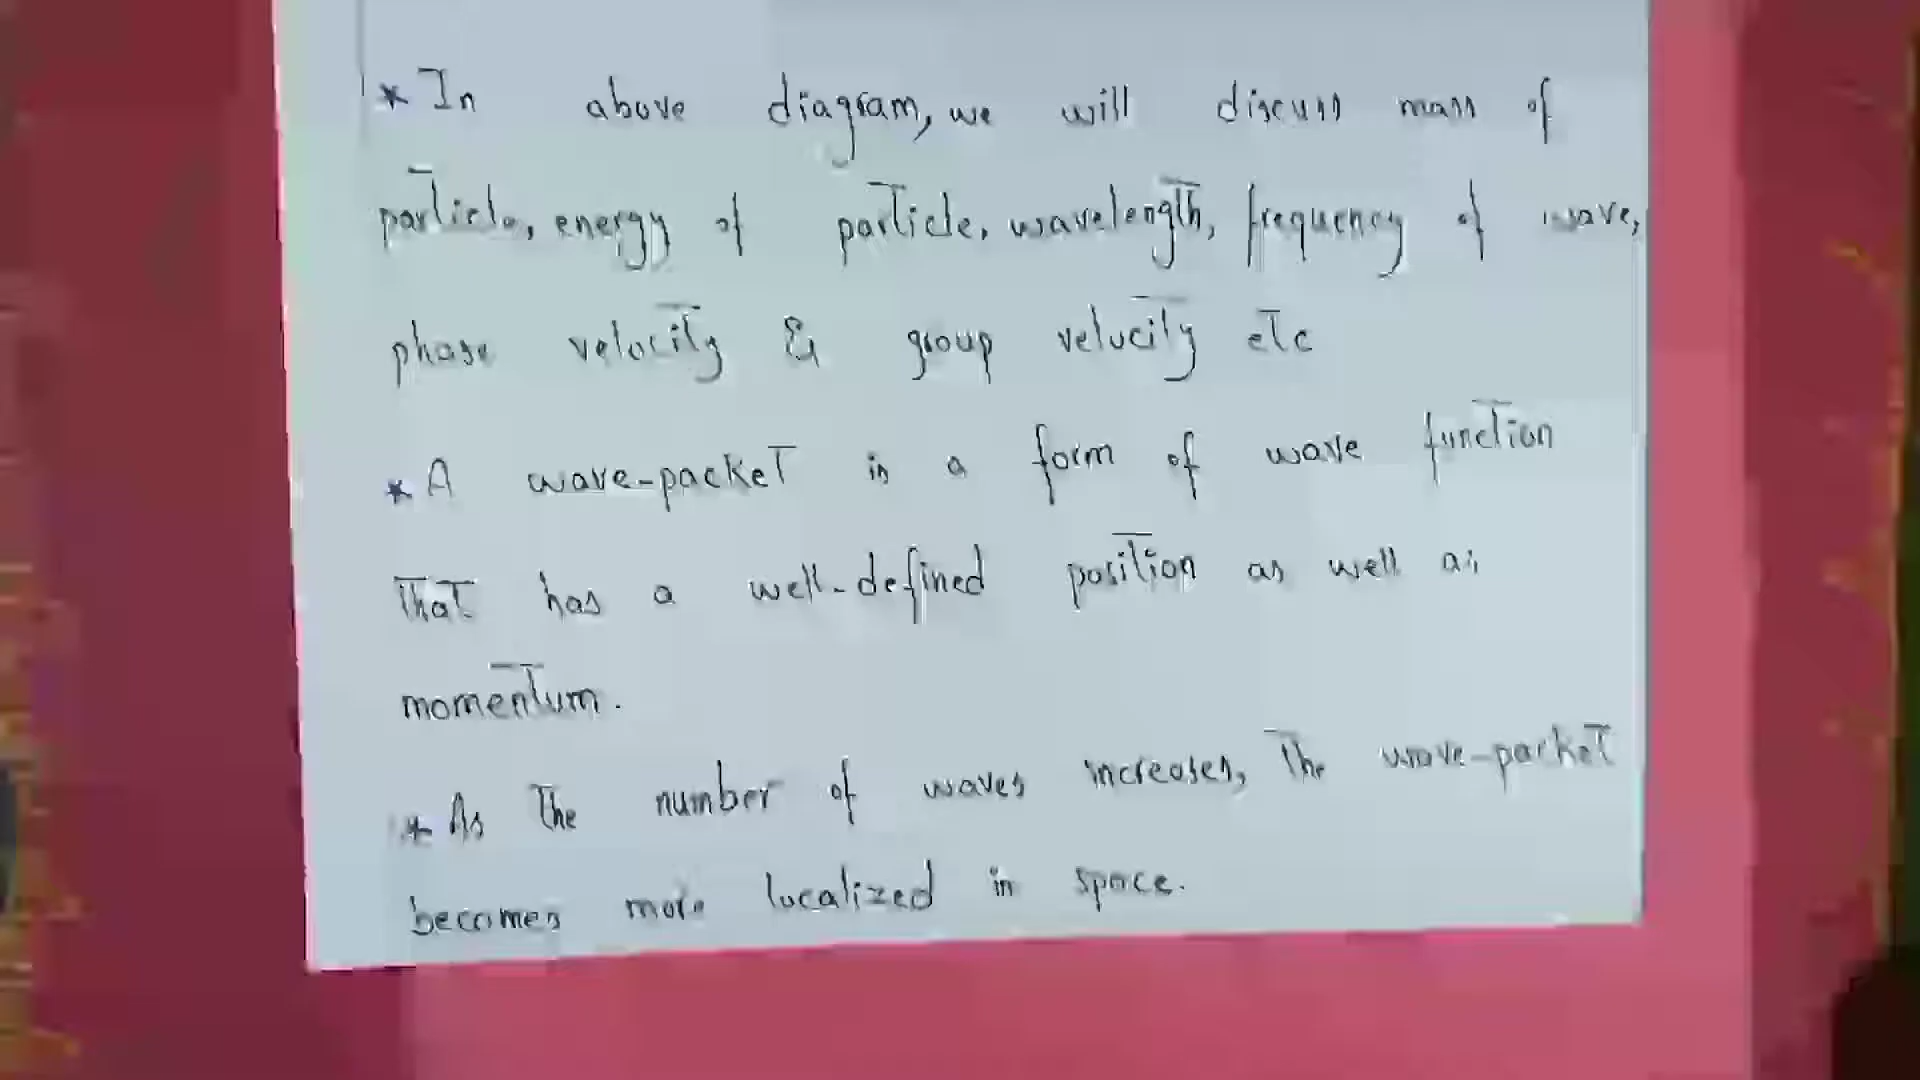 * In above diagram, we will discuss mass of
particle, energy of particle, wavelength, frequency of wave,
phase velocity & group velocity etc
* A wave-packet is a form of wave function
That has a well-defined position as well as
momentum.
* As The number of waves increases, The wave-packet
becomes more localized in space.